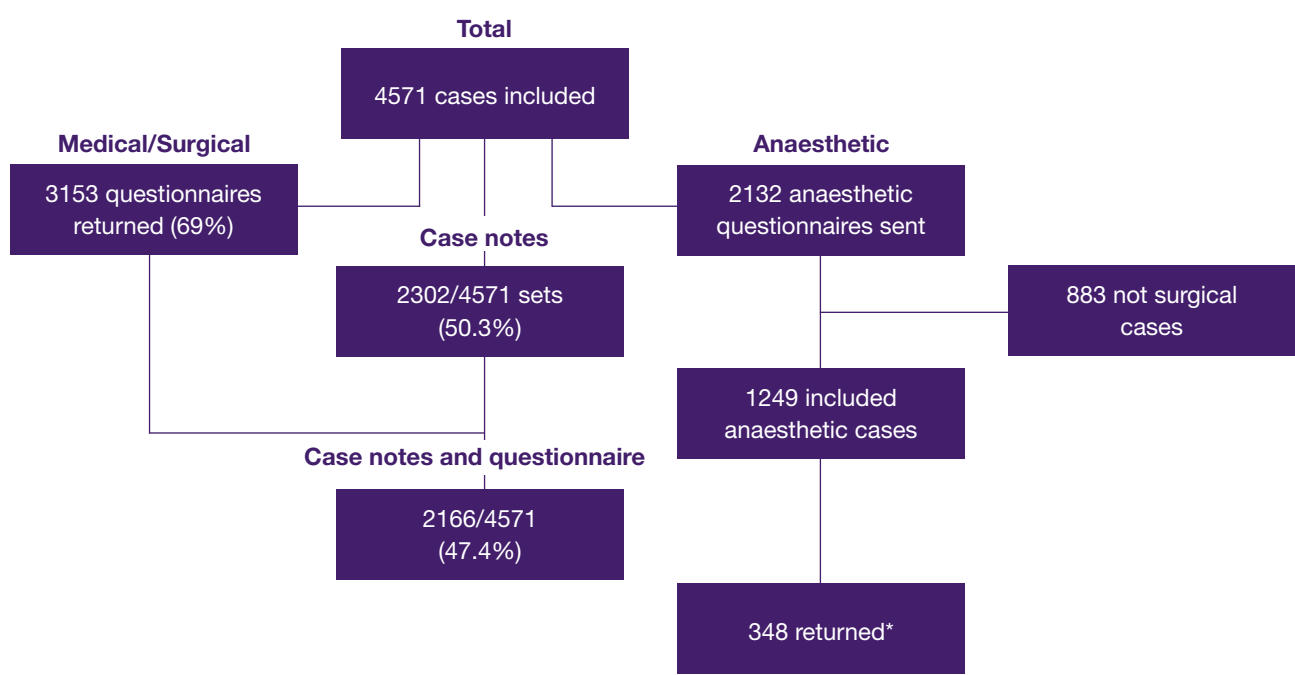 Total
4571 cases included
Medical/Surgical
3153 questionnaires
returned (69%)
Anaesthetic
2132 anaesthetic
questionnaires sent
Case notes
2302/4571 sets
(50.3%)
883 not surgical
cases
1249 included
anaesthetic cases
Case notes and questionnaire
2166/4571
(47.4%)
348 returned*